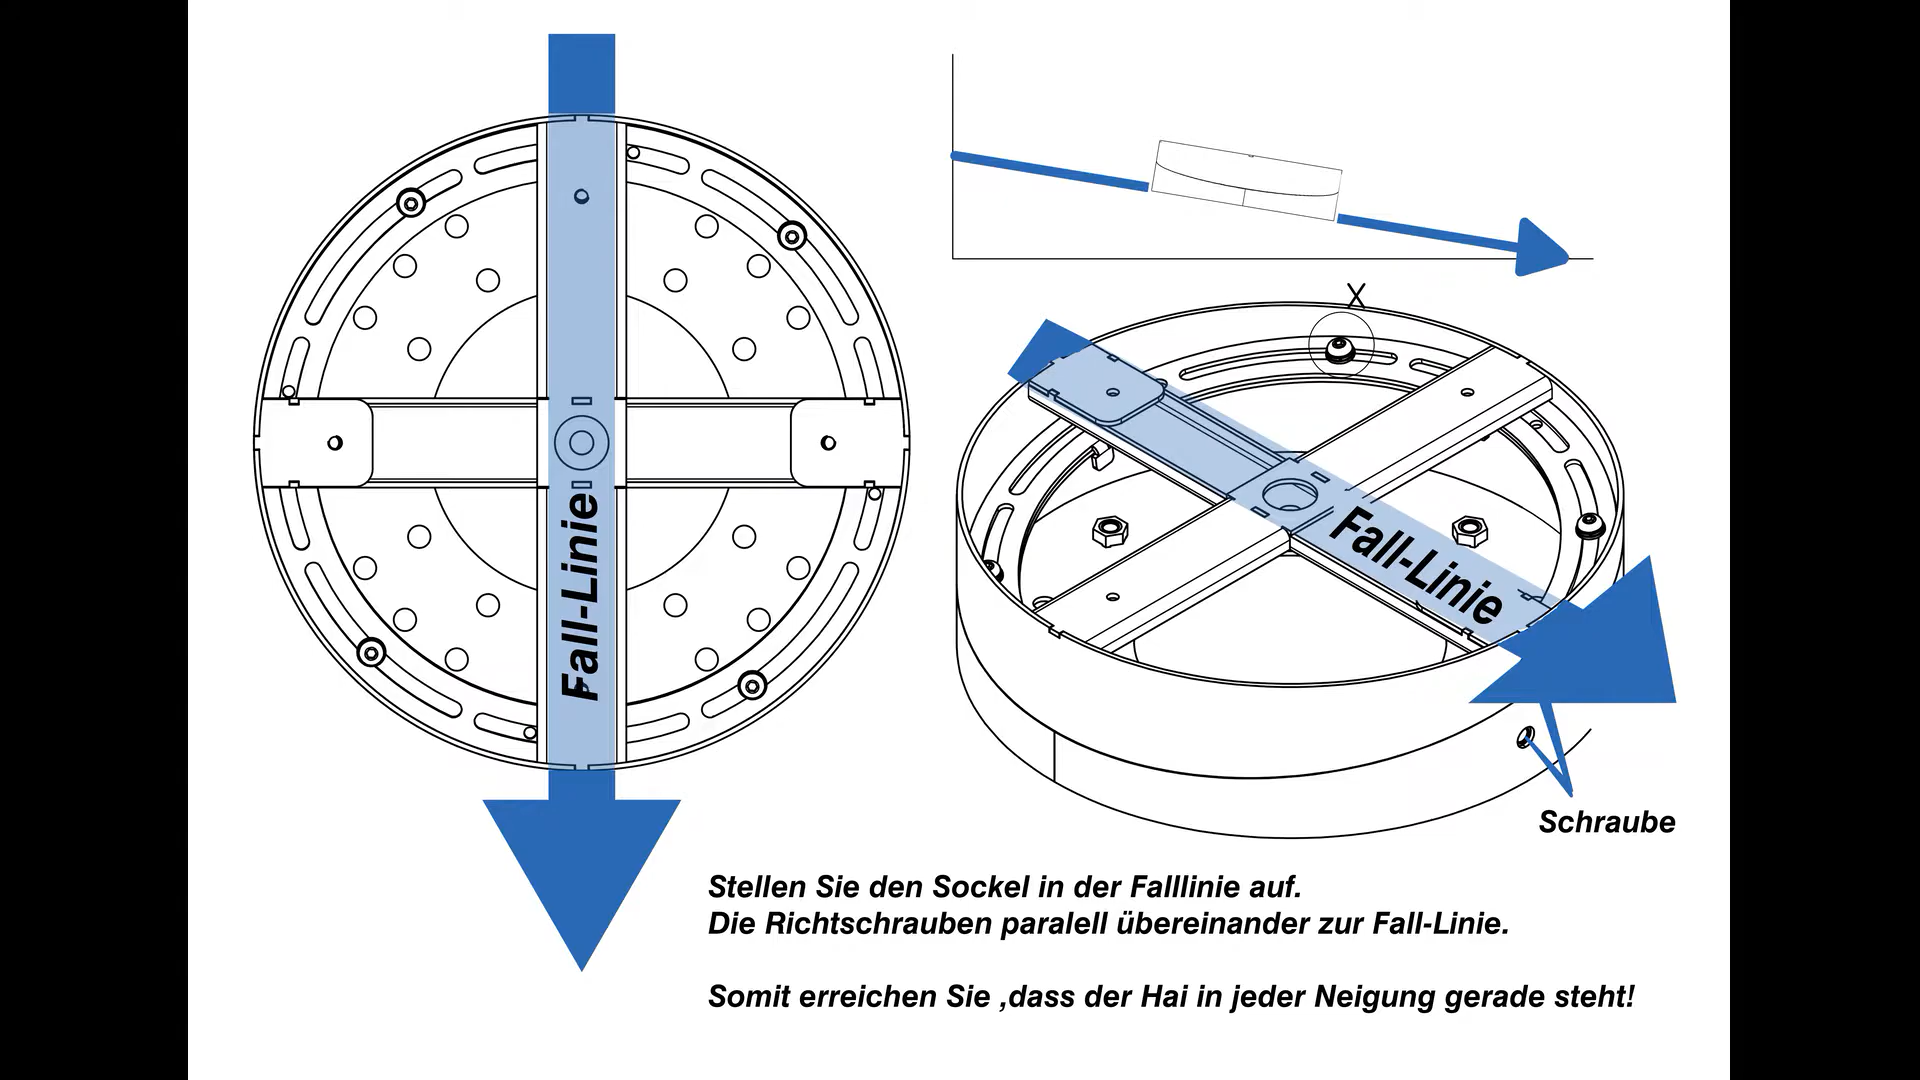 X
Fall-Linie
Fall-Linie
Schraube
Stellen Sie den Sockel in der Falllinie auf.
Die Richtschrauben paralell übereinander zur Fall-Linie.
Somit erreichen Sie ,dass der Hai in jeder Neigung gerade steht!